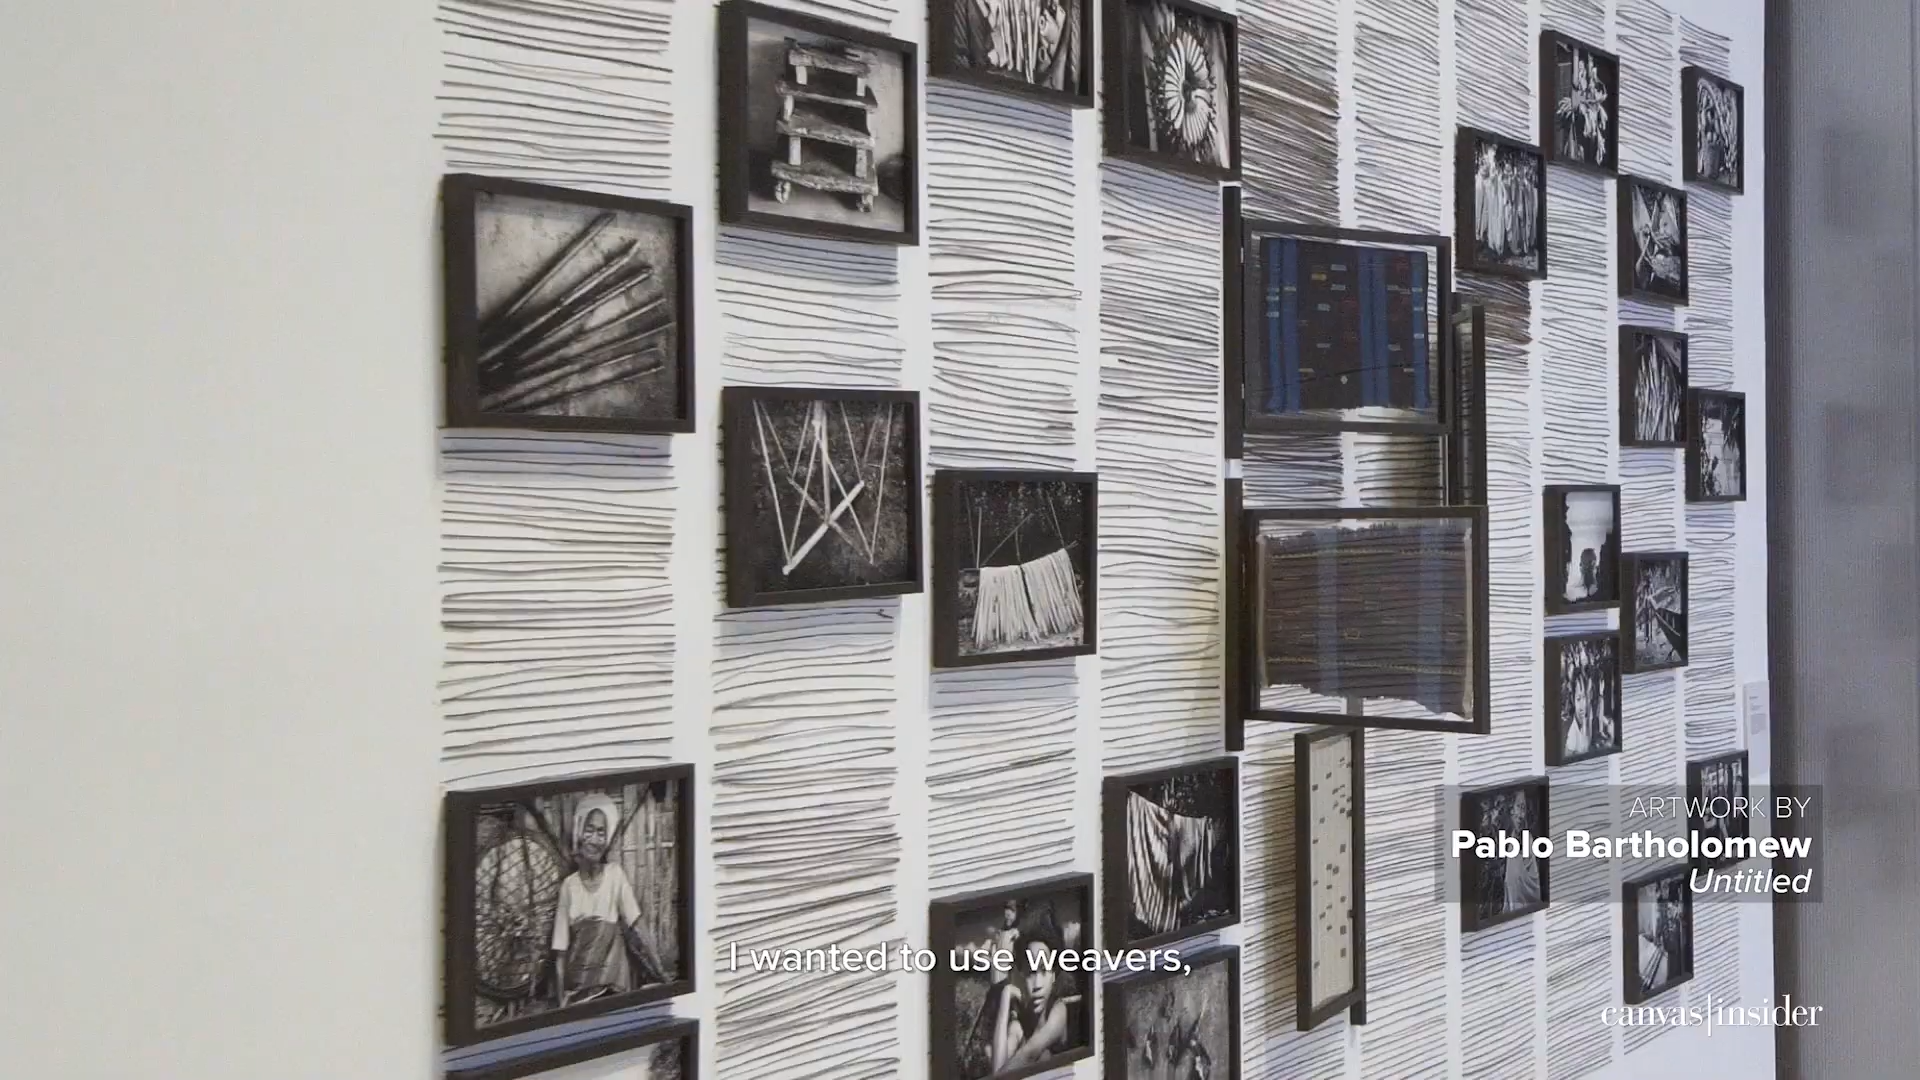 ARTWORK BY
Pablo Bartholomew
Untitled
I wanted to use weavers,
canvas|insider